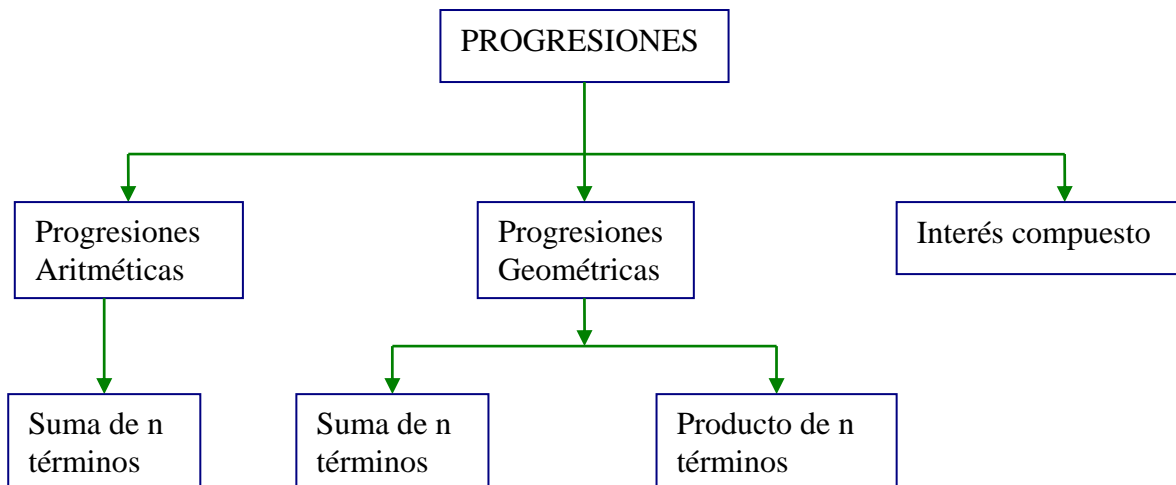 PROGRESIONES
Progresiones
Aritméticas
Progresiones
Geométricas
Interés compuesto
Suma de n
términos
Suma de n
términos
Producto de n
términos